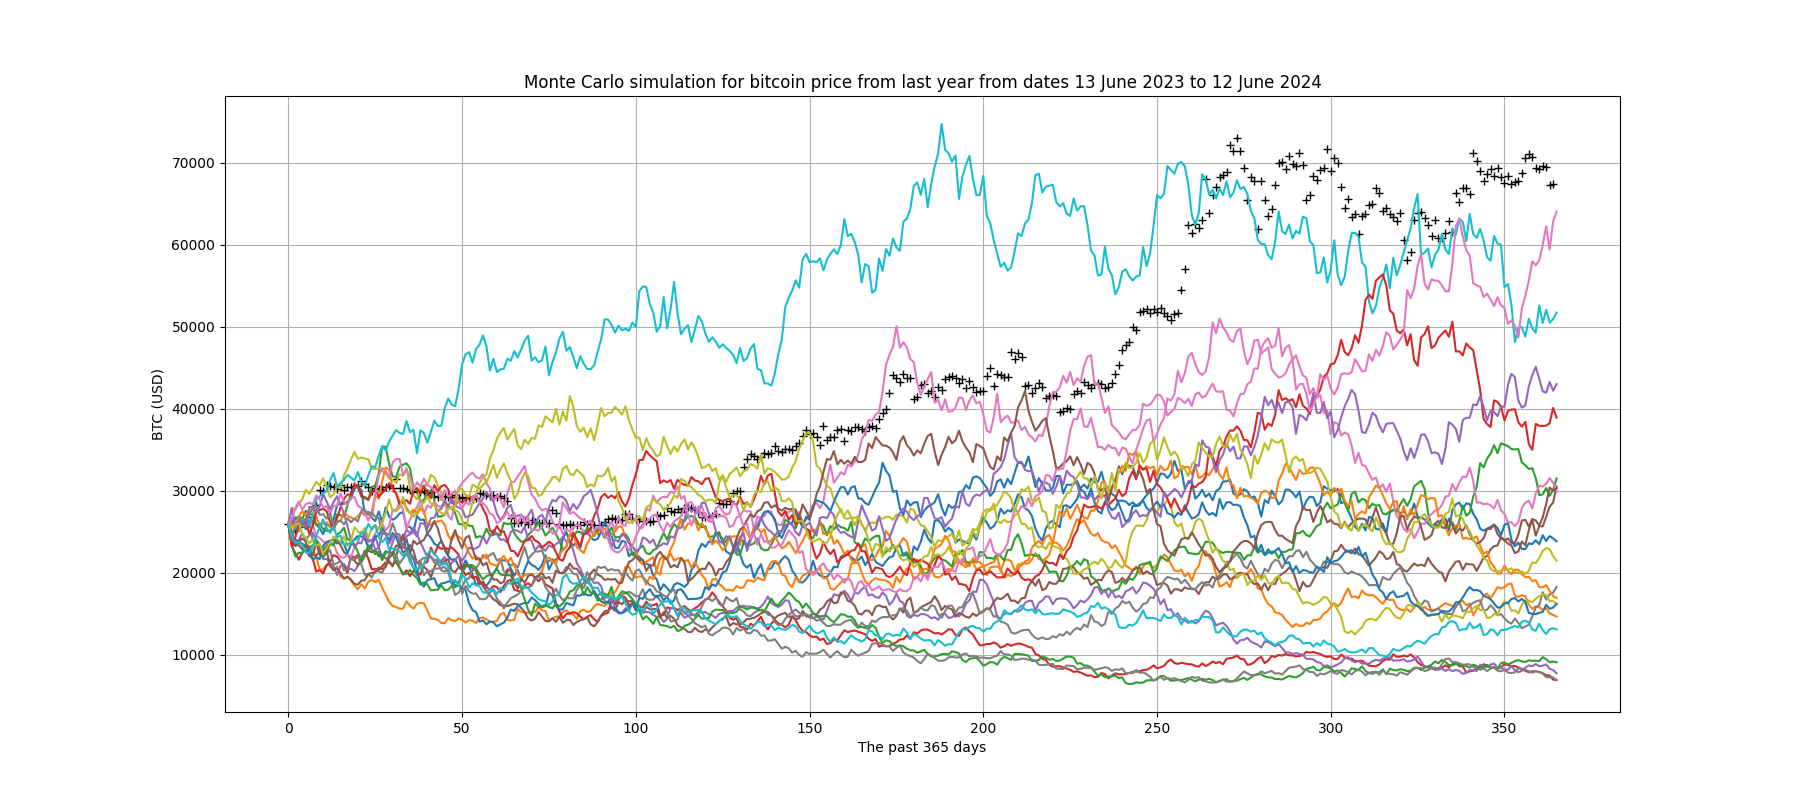 Monte Carlo simulation for bitcoin price from last year from dates 13 June 2023 to 12 June 2024
70000
60000
50000
40000
30000
20000
10000
BTC (USD)
0 50 100 150 200 250 300 350
The past 365 days